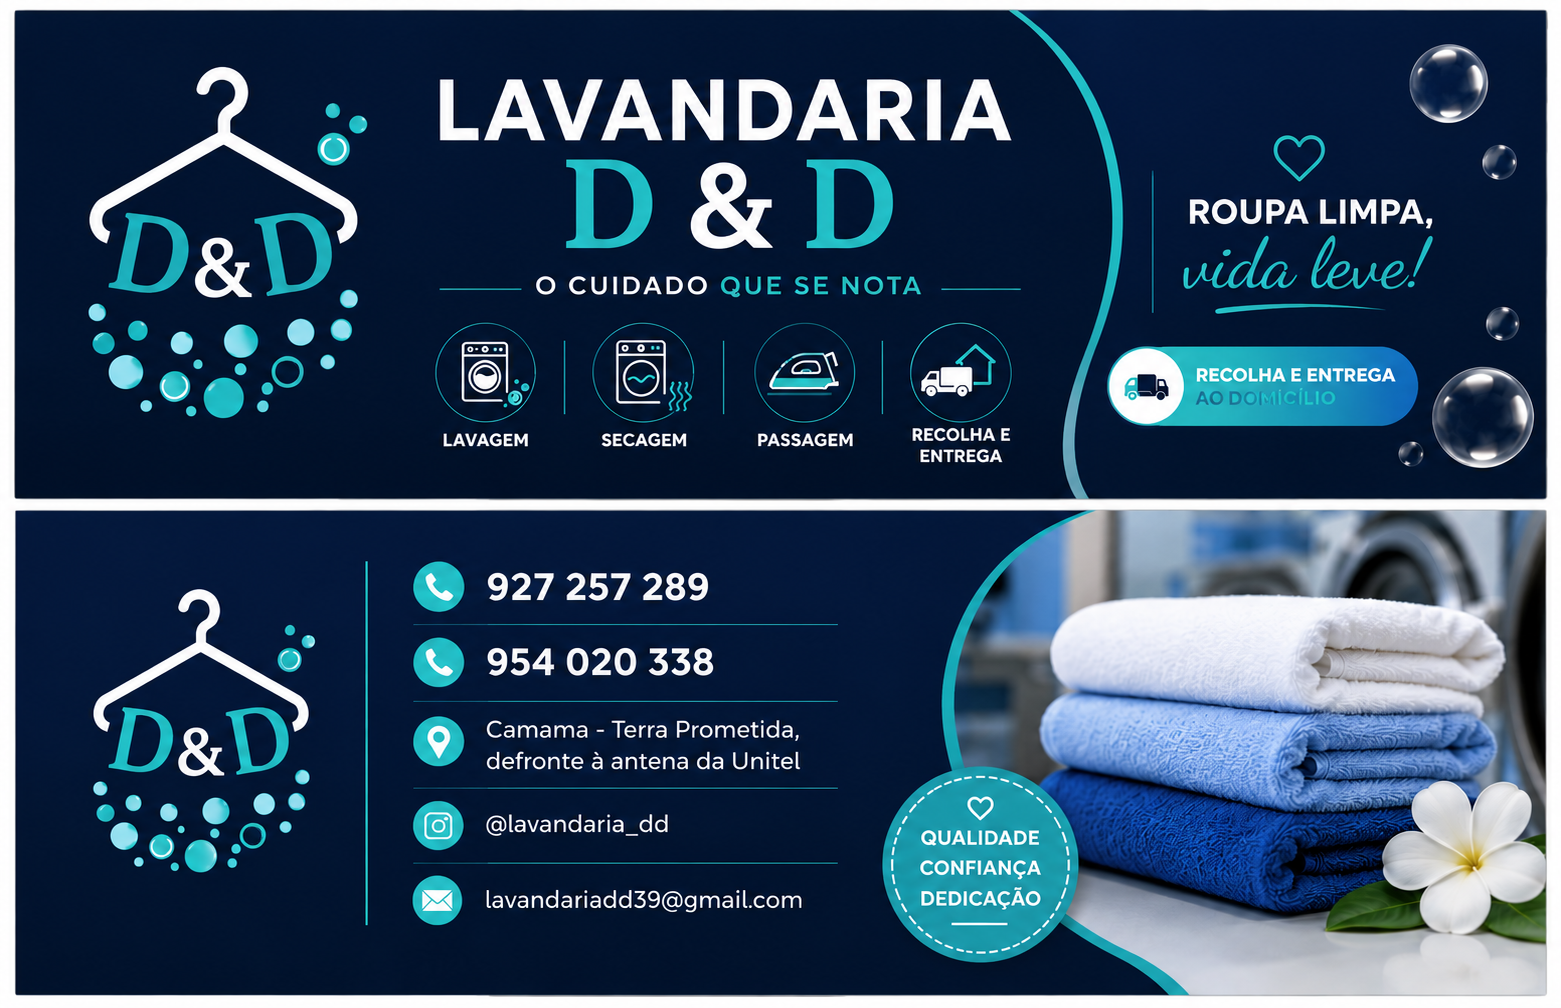 D & D
LAVANDARIA
D & D
O CUIDADO QUE SE NOTA
LAVAGEM
SECAGEM
PASSAGEM
RECOLHA E
ENTREGA
ROUPA LIMPA,
vida leve!
RECOLHA E ENTREGA
AO DOMICÍLIO
D & D
927 257 289
954 020 338
Camama - Terra Prometida,
defronte à antena da Unitel
@lavandaria_dd
lavandariadd39@gmail.com
QUALIDADE
CONFIANÇA
DEDICAÇÃO